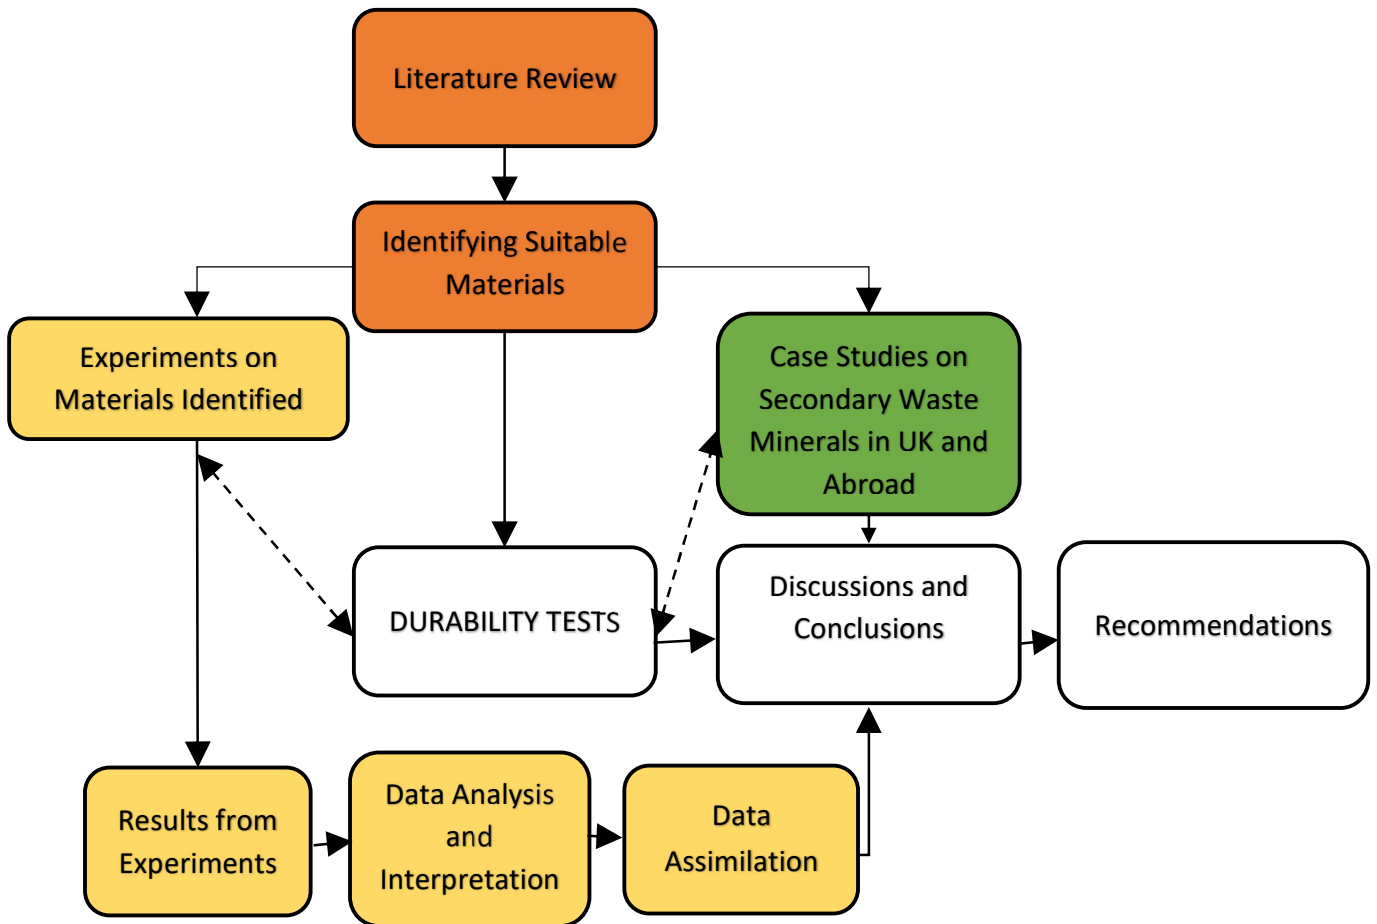 Literature Review
Identifying Suitable
Materials
Experiments on
Materials Identified
Case Studies on
Secondary Waste
Minerals in UK and
Abroad
DURABILITY TESTS
Discussions and
Conclusions
Recommendations
Results from
Experiments
Data Analysis
and
Interpretation
Data
Assimilation